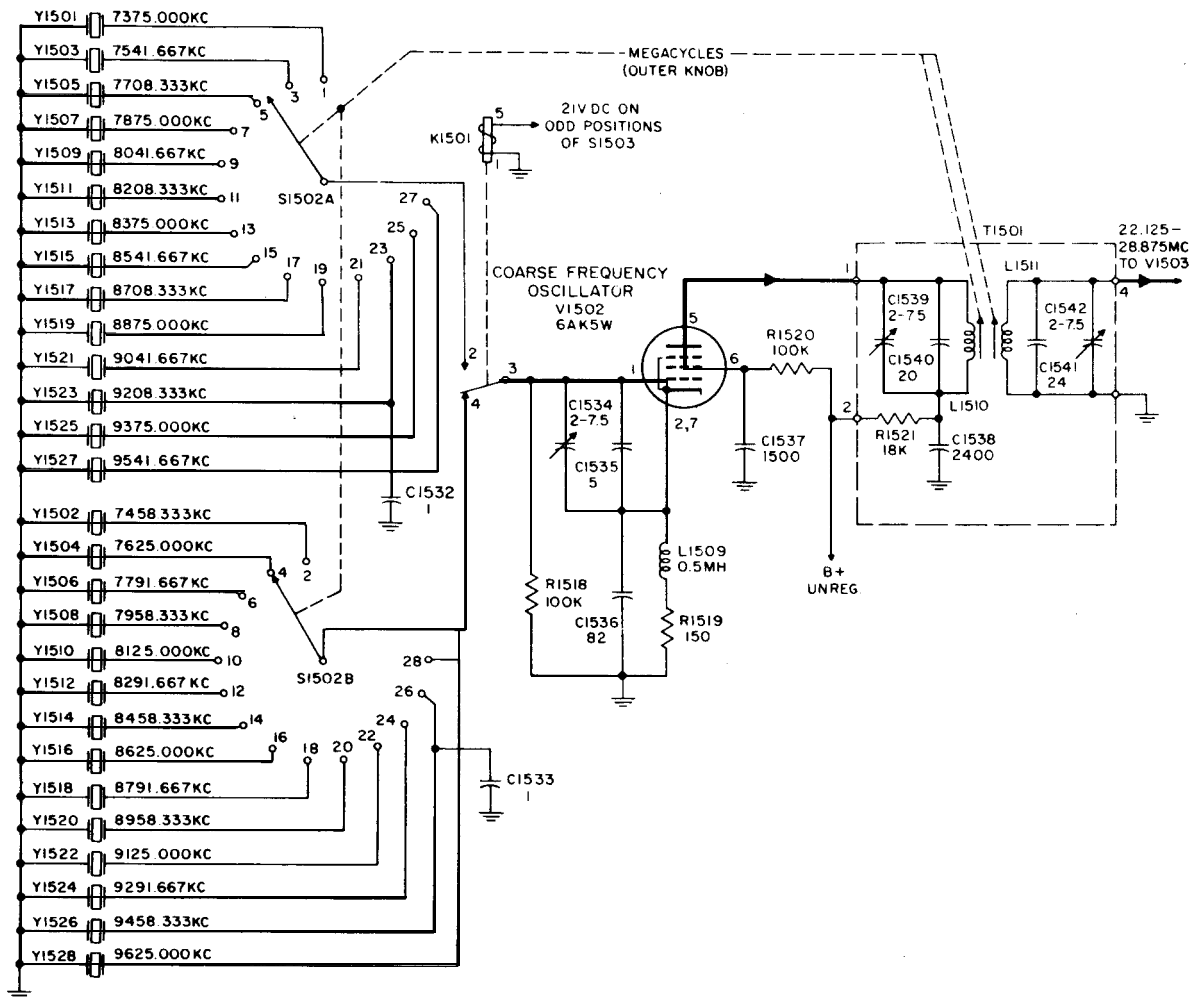 Y1501 7375.000KC
Y1503 7541.667KC
Y1505 7708.333KC
Y1507 7875.000KC
Y1509 8041.667KC
Y1511 8208.333KC
Y1513 8375.000KC
Y1515 8541.667KC
Y1517 8708.333KC
Y1519 8875.000KC
Y1521 9041.667KC
Y1523 9208.333KC
Y1525 9375.000KC
Y1527 9541.667KC
Y1502 7458.333KC
Y1504 7625.000KC
Y1506 7791.667KC
Y1508 7958.333KC
Y1510 8125.000KC
Y1512 8291.667KC
Y1514 8458.333KC
Y1516 8625.000KC
Y1518 8791.667KC
Y1520 8958.333KC
Y1522 9125.000KC
Y1524 9291.667KC
Y1526 9458.333KC
Y1528 9625.000KC
1
3
5
7
9
11
13
15
17
19
21
23
25
27
S1502A
C1532
1
2
4
6
8
10
12
14
16
18
20
22
24
26
28
S1502B
C1533
1
MEGACYCLES
(OUTER KNOB)
K1501
5
1
21V DC ON
ODD POSITIONS
OF S1503
2
3
4
COARSE FREQUENCY
OSCILLATOR
V1502
6AK5W
5
1
6
2,7
C1534
2-7.5
C1535
5
C1536
82
R1518
100K
L1509
0.5MH
R1519
150
R1520
100K
C1537
1500
B+
UNREG.
T1501
1
2
C1539
2-7.5
C1540
20
L1510
R1521
18K
C1538
2400
L1511
C1542
2-7.5
C1541
24
4
22.125-
28.875MC
TO V1503